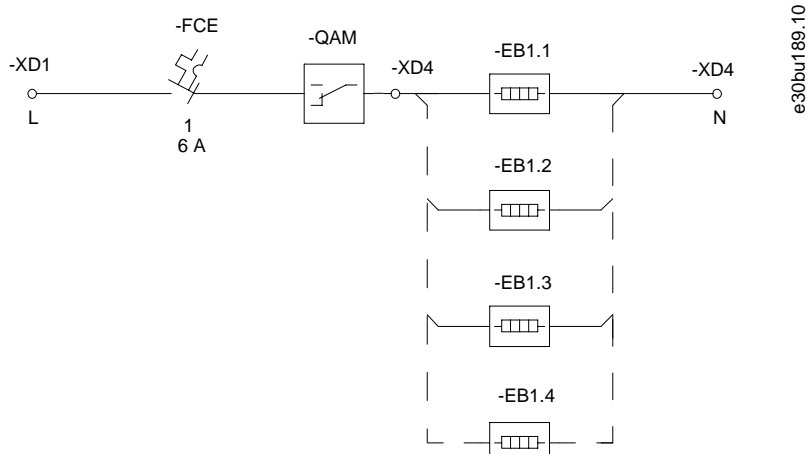 -FCE
-QAM
-EB1.1
-XD1
-XD4
-XD4
L
N
1
6 A
-EB1.2
-EB1.3
-EB1.4
e30bu189.10